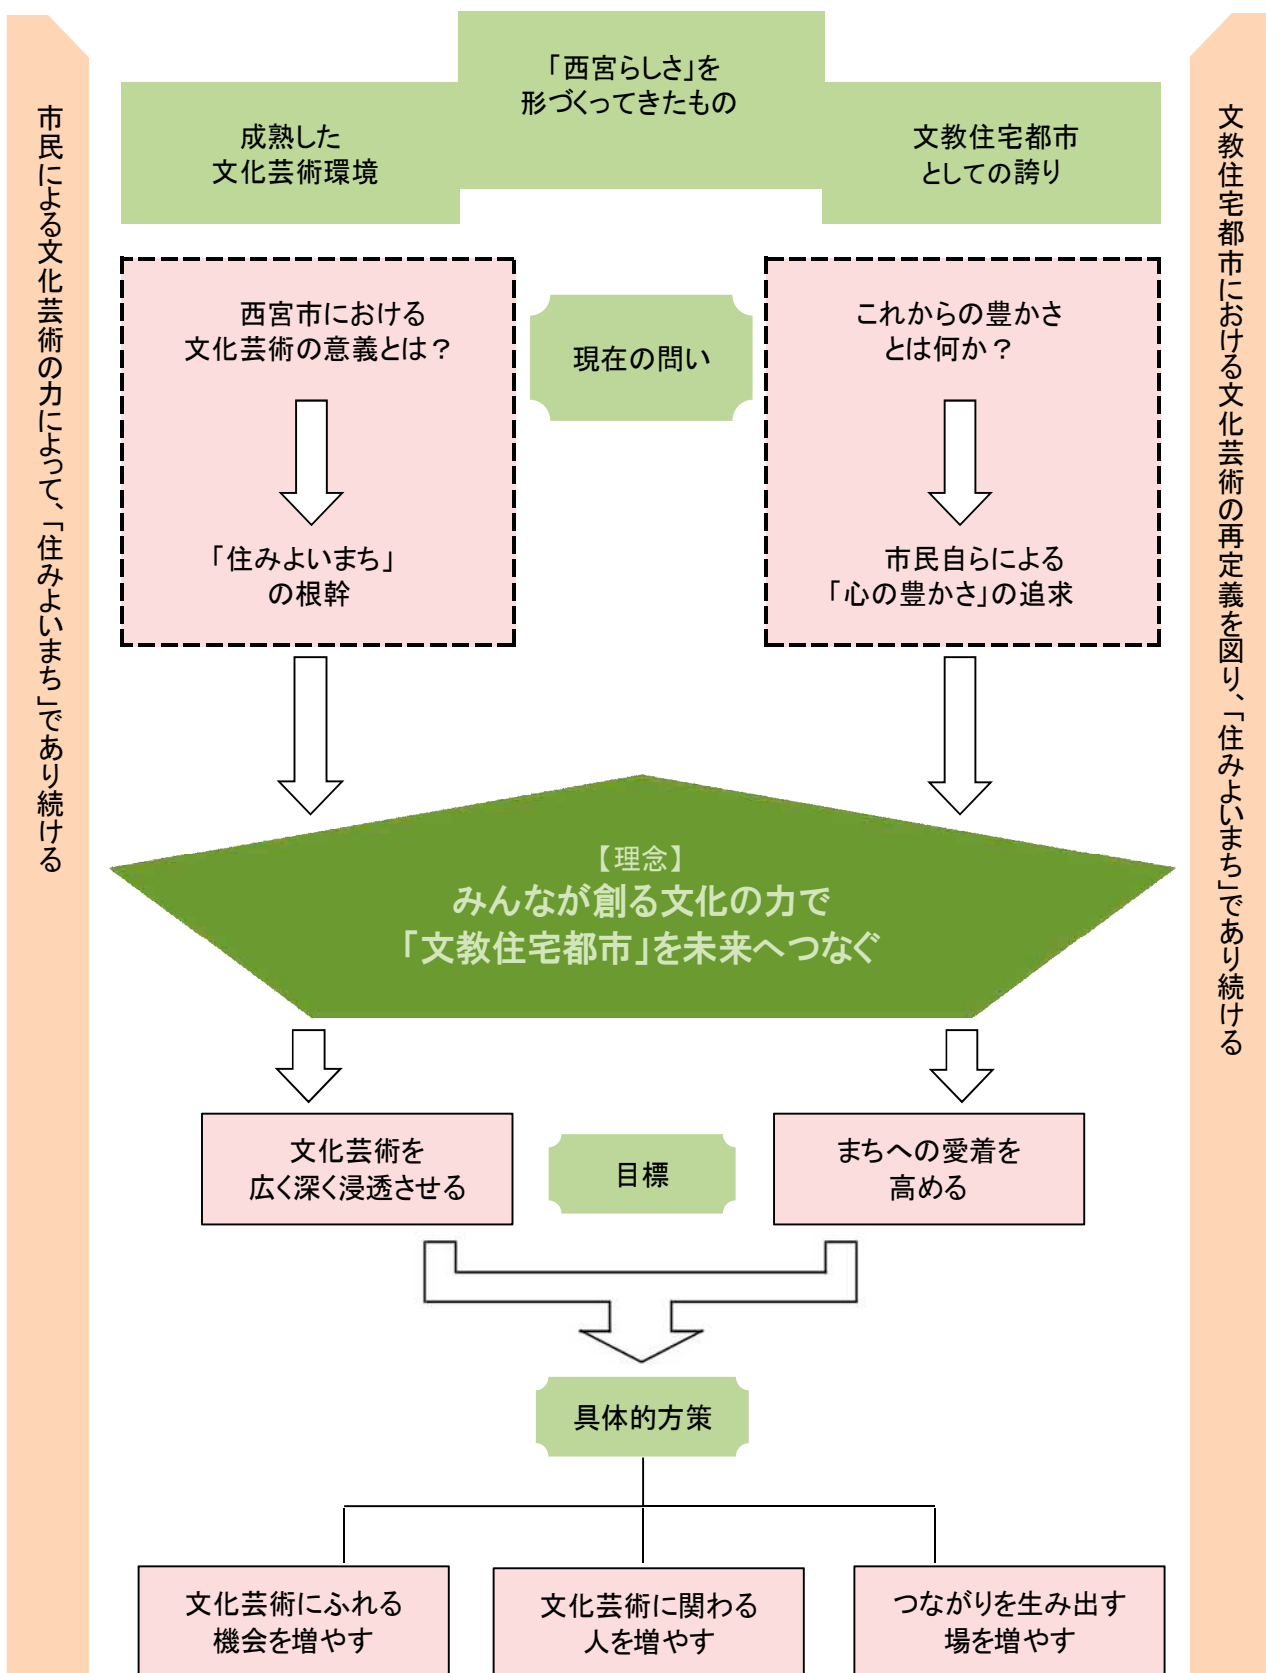 「西宮らしさ」を
形づくってきたもの
成熟した
文化芸術環境
文教住宅都市
としての誇り
市民による文化芸術の力によって、「住みよいまち」であり続ける
文教住宅都市における文化芸術の再定義を図り、「住みよいまち」であり続ける
西宮市における
文化芸術の意義とは？
現在の問い
これからの豊かさ
とは何か？
「住みよいまち」
の根幹
市民自らによる
「心の豊かさ」の追求
【理念】
みんなが創る文化の力で
「文教住宅都市」を未来へつなぐ
文化芸術を
広く深く浸透させる
目標
まちへの愛着を
高める
具体的方策
文化芸術にふれる
機会を増やす
文化芸術に関わる
人を増やす
つながりを生み出す
場を増やす